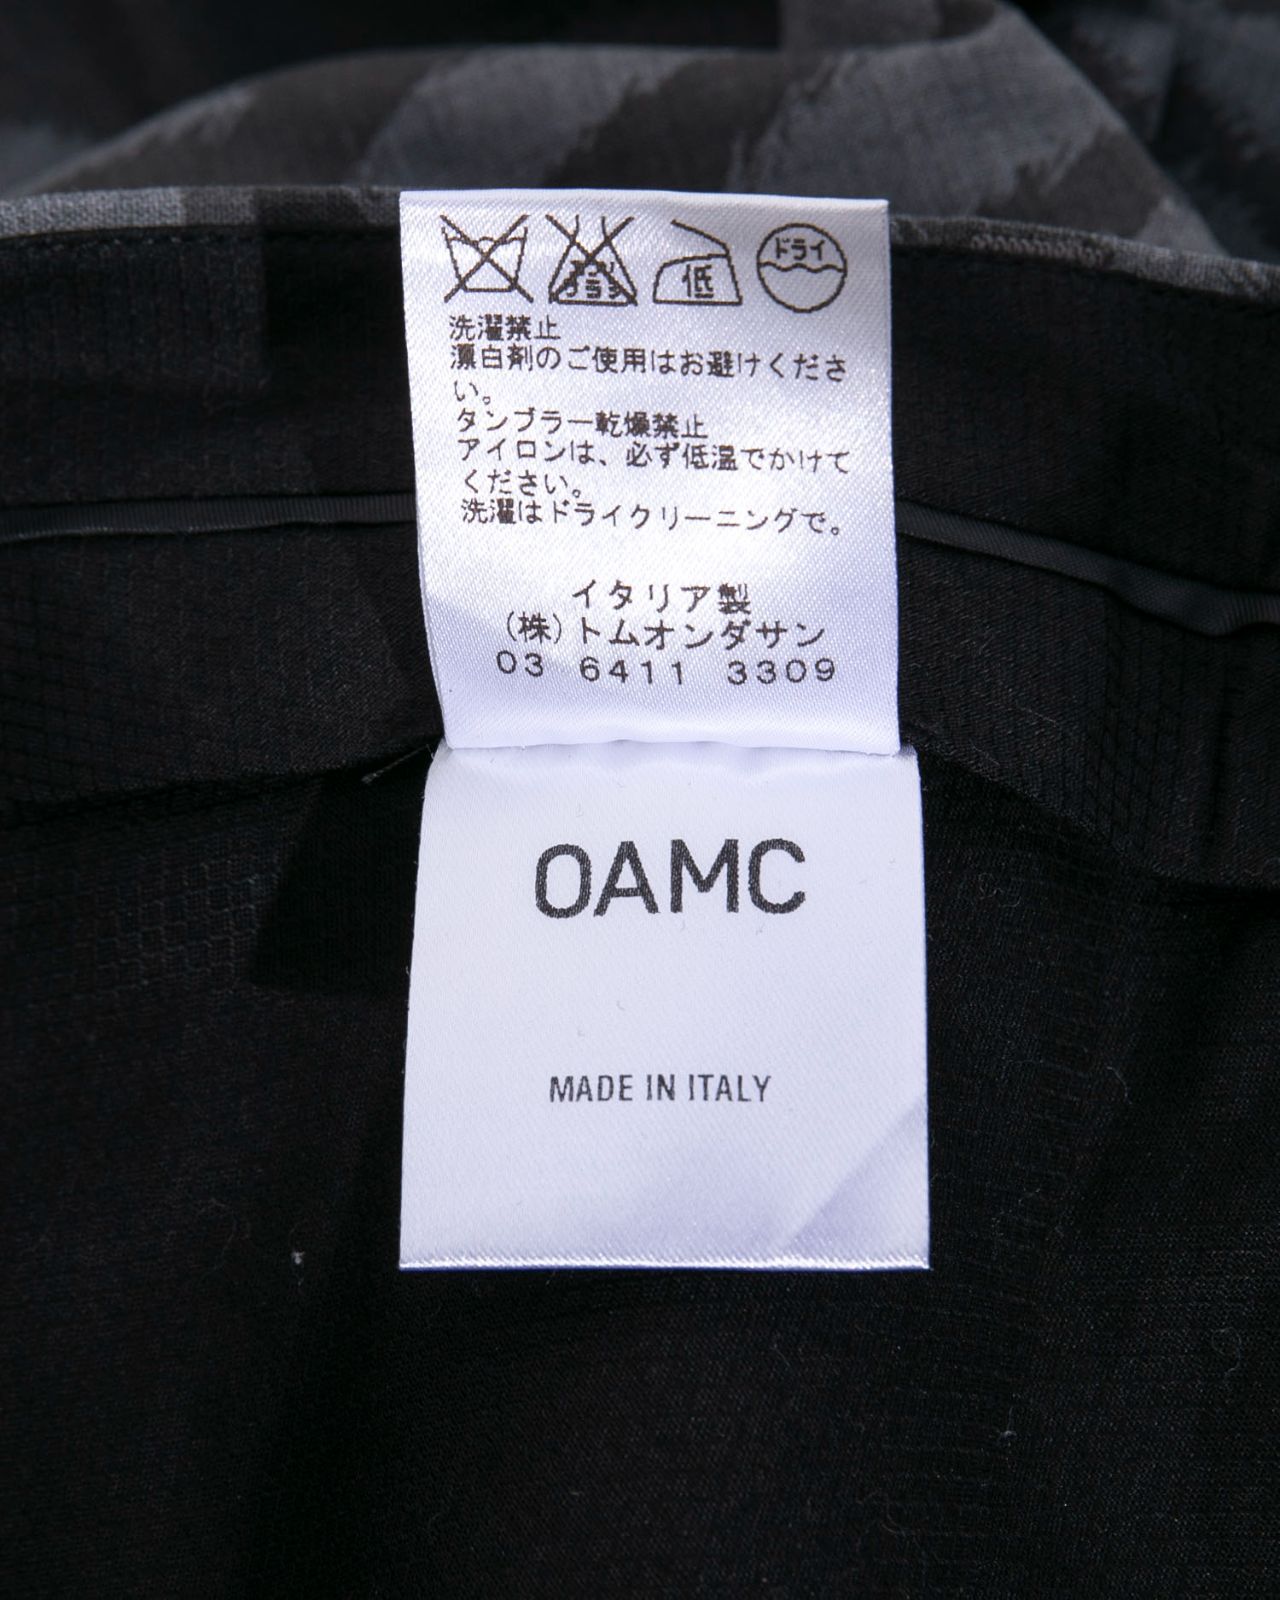 エンソ
サラシ
低
ドライ
洗濯禁止
漂白剤のご使用はお避けくださ
い。
タンブラー乾燥禁止
アイロンは、必ず低温でかけて
ください。
洗濯はドライクリーニングで。
イタリア製
(株)トムオンダサン
03 6411 3309
OAMC
MADE IN ITALY